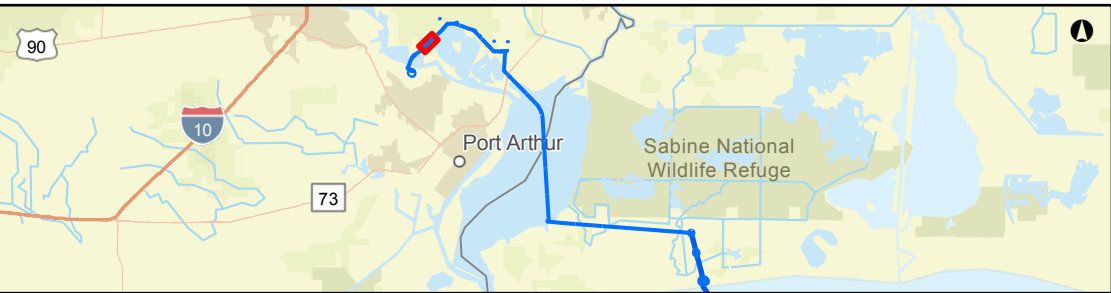 90
10
Port Arthur
Sabine National
Wildlife Refuge
73